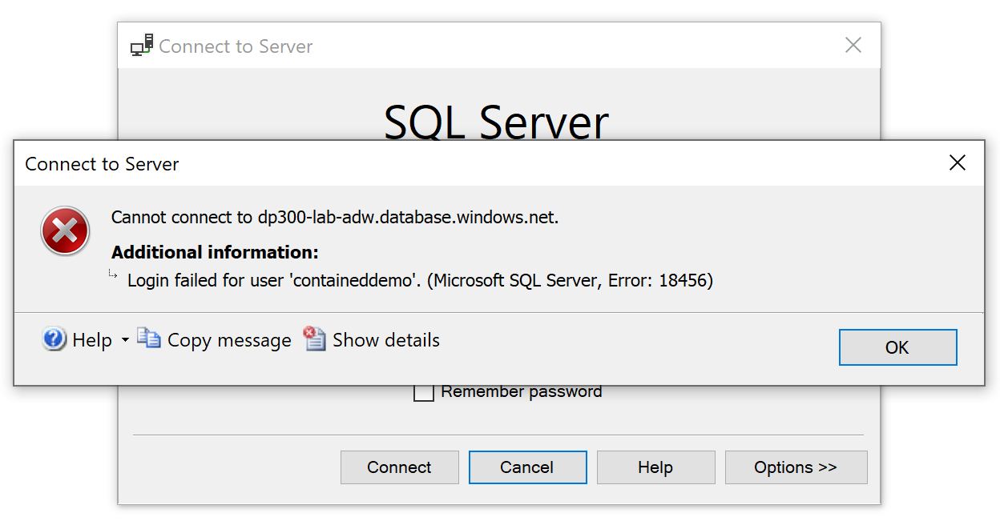 Connect to Server
SQL Server
Connect to Server
Cannot connect to dp300-lab-adw.database.windows.net.
Additional information:
Login failed for user 'containeddemo'. (Microsoft SQL Server, Error: 18456)
Help
Copy message
Show details
OK
Remember password
Connect
Cancel
Help
Options >>